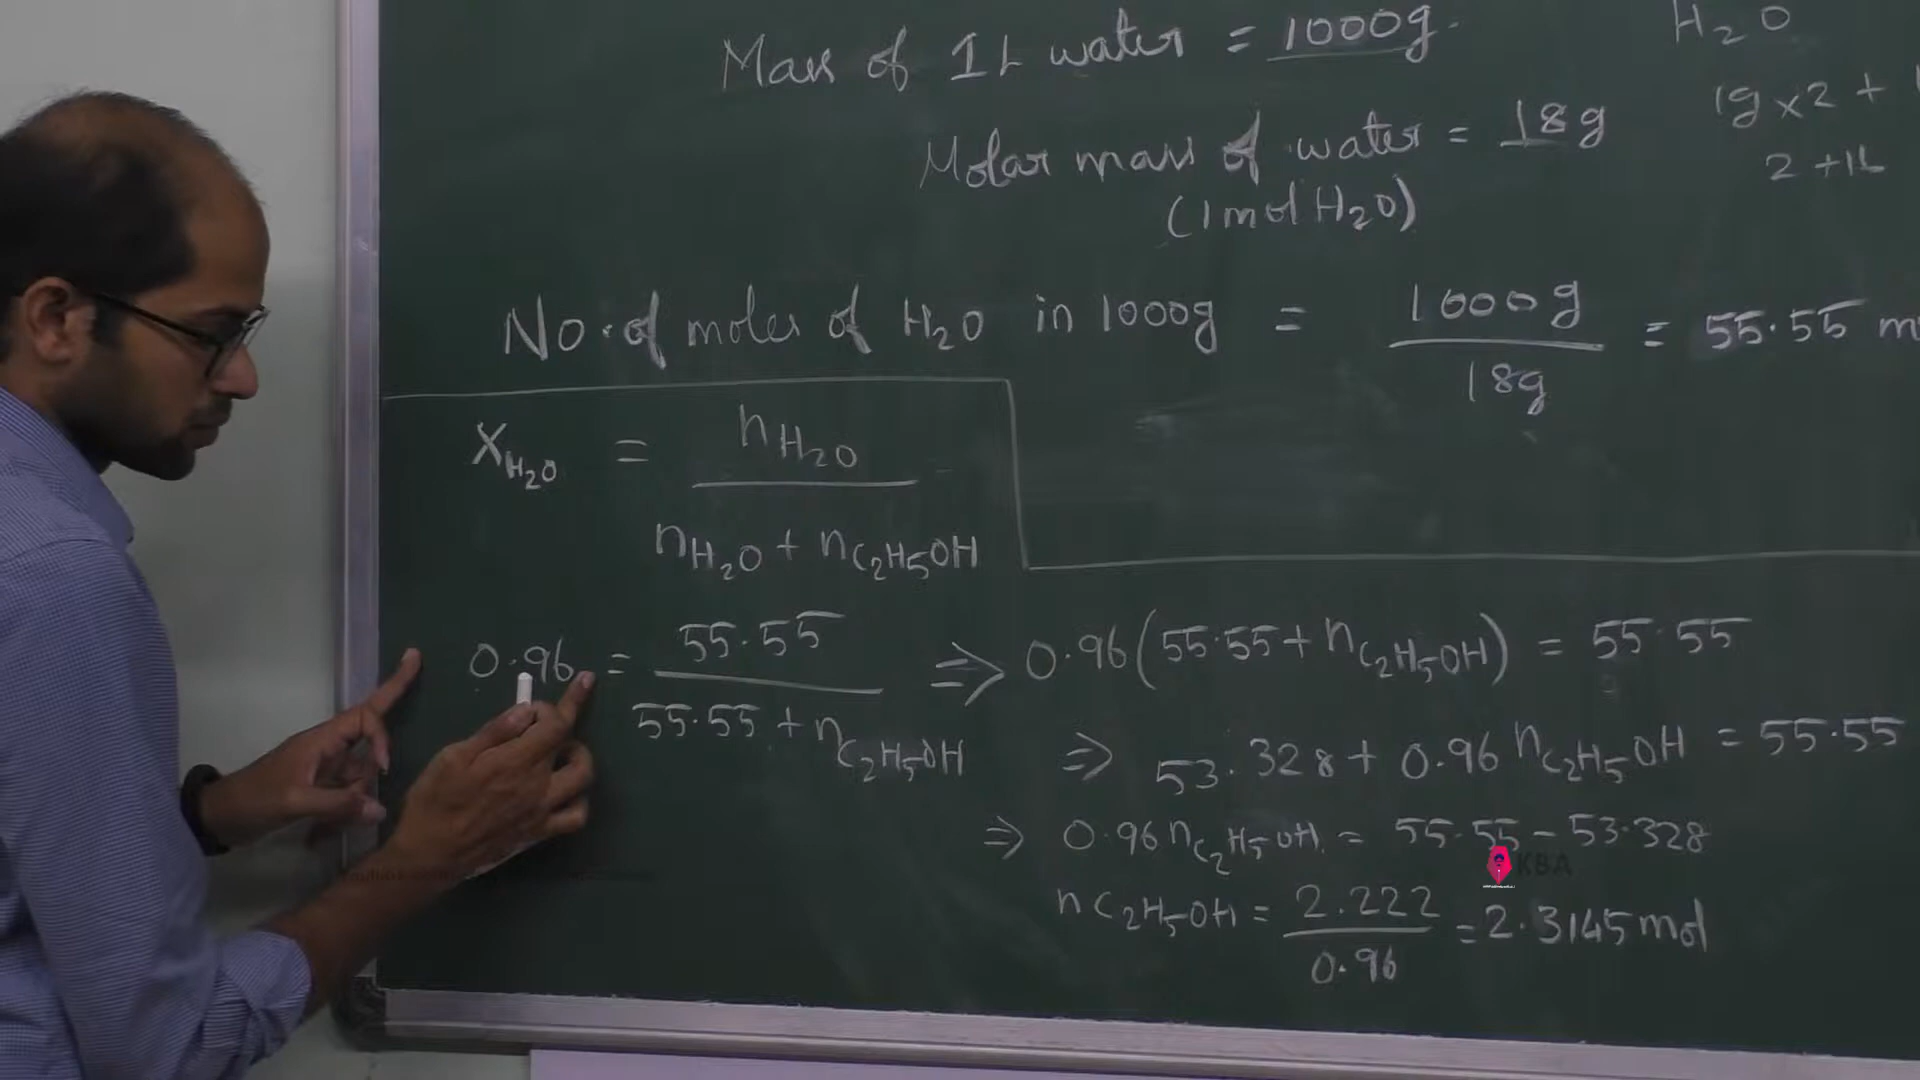 Mass of 1L water = 1000g.
H2O
1g x 2 +
Molar mass of water = 18g
2 + 16
(1 mol H2O)
No. of moles of H2O in 1000g = 1000g / 18g = 55.55 m
XH2O = nH2O / nH2O + nC2H5OH
0.96 = 55.55 / 55.55 + nC2H5OH ⇒ 0.96(55.55 + nC2H5OH) = 55.55
⇒ 53.328 + 0.96 nC2H5OH = 55.55
⇒ 0.96 nC2H5OH = 55.55 - 53.328
KBA
nC2H5OH = 2.222 / 0.96 = 2.3145 mol